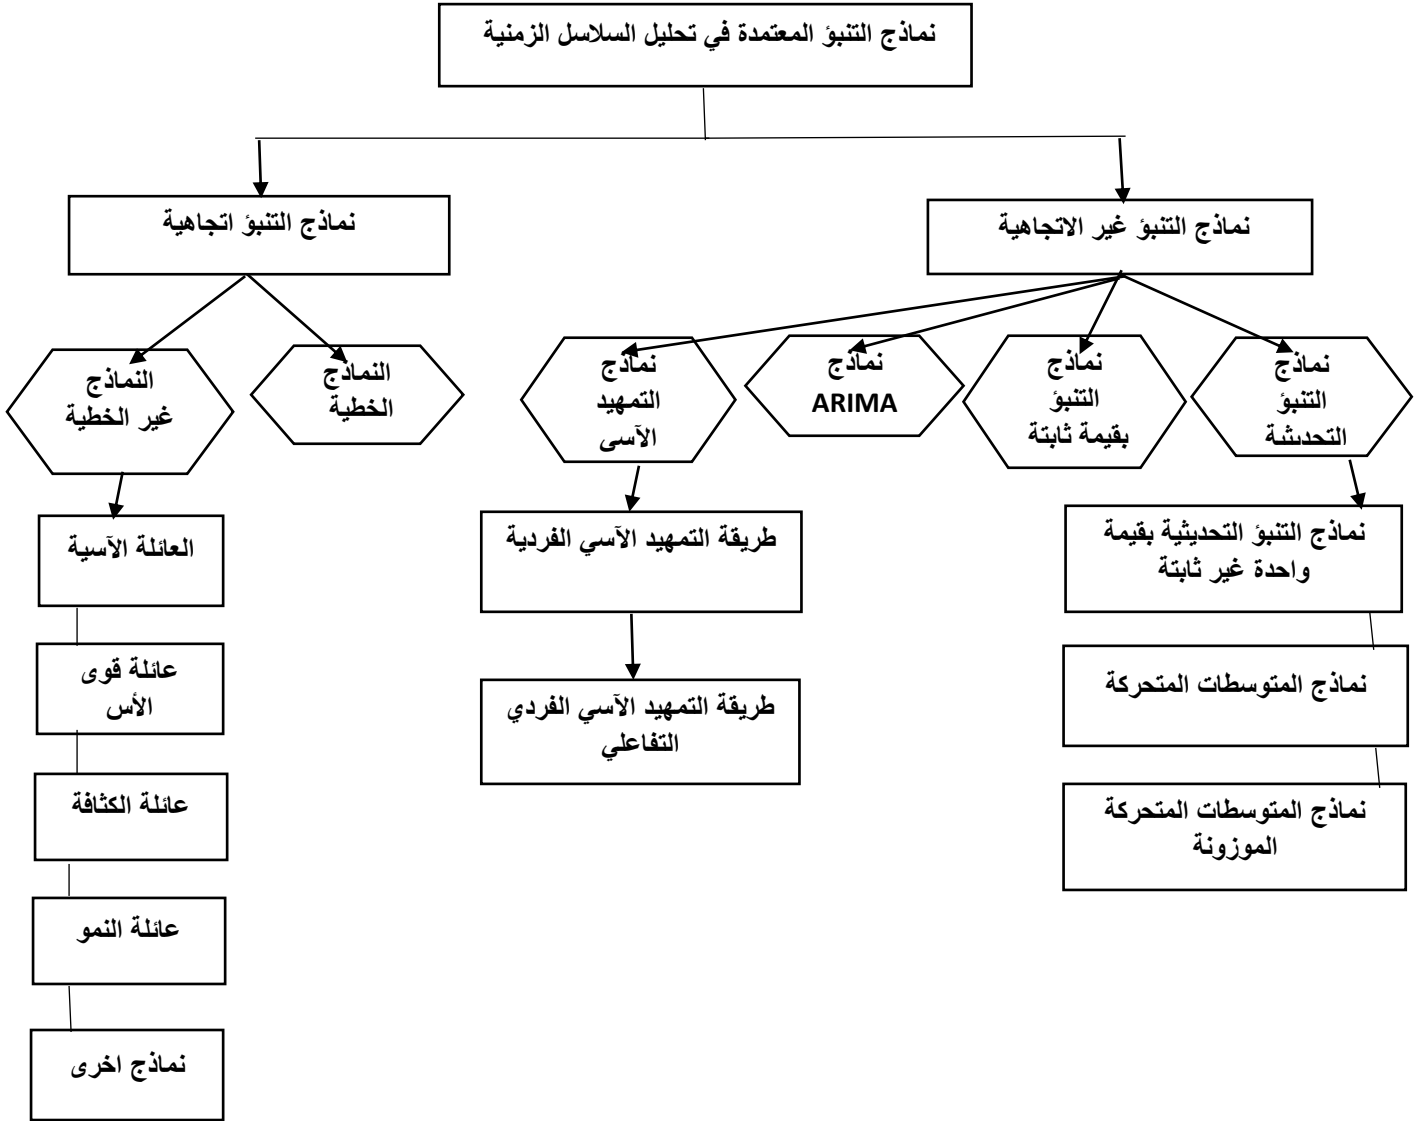 نماذج التنبؤ المعتمدة في تحليل السلاسل الزمنية
نماذج التنبؤ غير الاتجاهية
نماذج التنبؤ اتجاهية
نماذج
التنبؤ
التحديثية
نماذج
التنبؤ
بقيمة ثابتة
نماذج
ARIMA
نماذج
التمهيد
الآسى
النماذج
الخطية
النماذج
غير الخطية
نماذج التنبؤ التحديثية بقيمة
واحدة غير ثابتة
نماذج المتوسطات المتحركة
نماذج المتوسطات المتحركة
الموزونة
طريقة التمهيد الآسي الفردية
طريقة التمهيد الآسي الفردي
التفاعلي
العائلة الآسية
عائلة قوى
الأس
عائلة الكثافة
عائلة النمو
نماذج اخرى